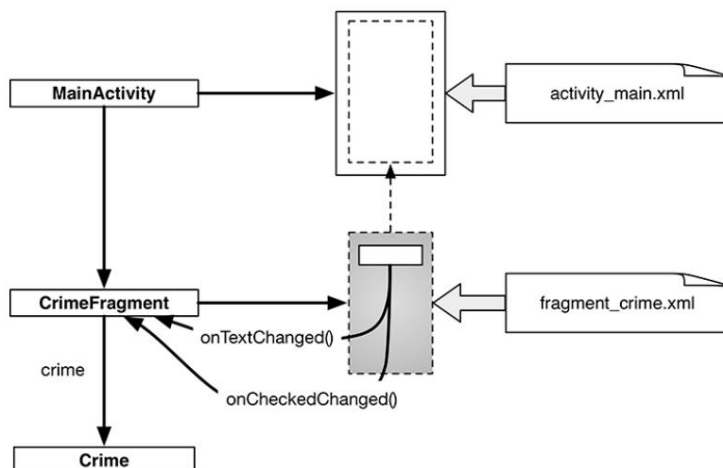 MainActivity
activity_main.xml
CrimeFragment
fragment_crime.xml
onTextChanged()
crime
onCheckedChanged()
Crime